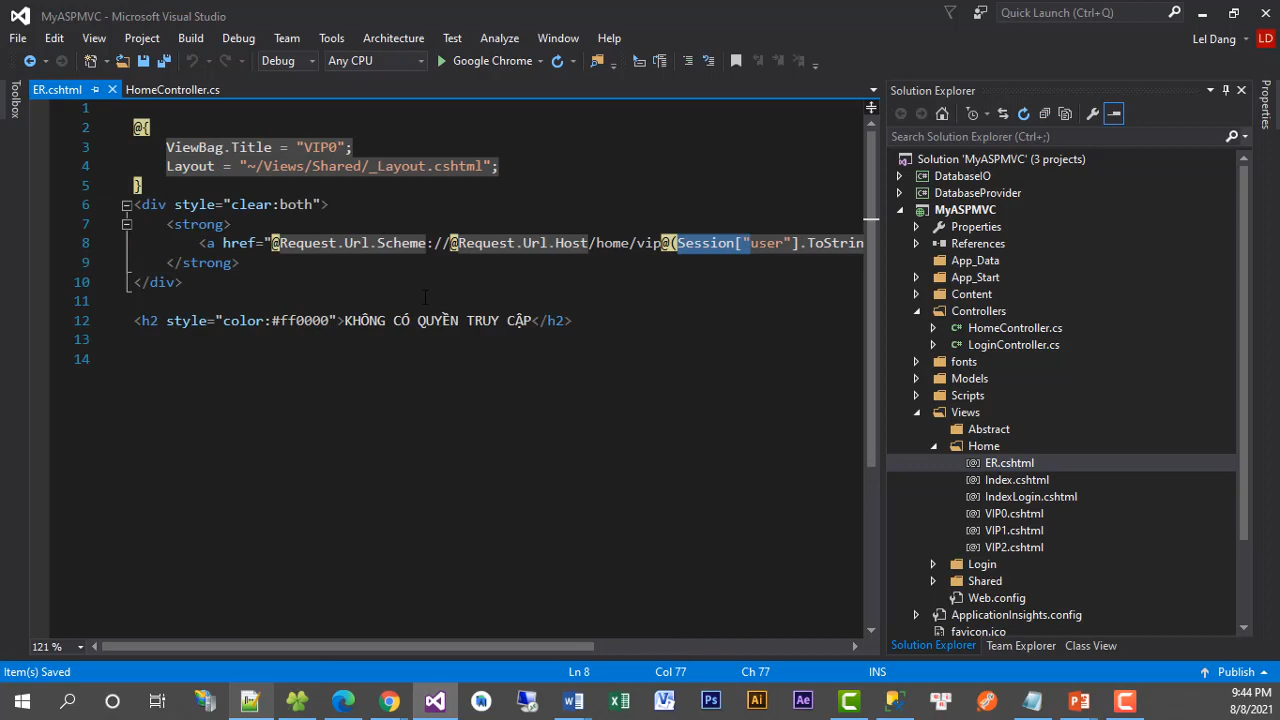 MyASPMVC - Microsoft Visual Studio
Quick Launch (Ctrl+Q)
File Edit View Project Build Debug Team Tools Architecture Test Analyze Window Help
Lel Dang LD
Debug Any CPU Google Chrome
Toolbox
ER.cshtml HomeController.cs
1
2 @{
3 ViewBag.Title = "VIP0";
4 Layout = "~/Views/Shared/_Layout.cshtml";
5 }
6 <div style="clear:both">
7 <strong>
8 <a href="@Request.Url.Scheme://@Request.Url.Host/home/vip@(Session["user"].ToStrin
9 </strong>
10 </div>
11
12 <h2 style="color:#ff0000">KHÔNG CÓ QUYỀN TRUY CẬP</h2>
13
14
121 %
Solution Explorer
Search Solution Explorer (Ctrl+;)
Solution 'MyASPMVC' (3 projects)
DatabaseIO
DatabaseProvider
MyASPMVC
Properties
References
App_Data
App_Start
Content
Controllers
HomeController.cs
LoginController.cs
fonts
Models
Scripts
Views
Abstract
Home
ER.cshtml
Index.cshtml
IndexLogin.cshtml
VIP0.cshtml
VIP1.cshtml
VIP2.cshtml
Login
Shared
Web.config
ApplicationInsights.config
favicon.ico
Solution Explorer Team Explorer Class View
Properties
Item(s) Saved Ln 8 Col 77 Ch 77 INS Publish
Ps Ai Ae
9:44 PM
8/8/2021